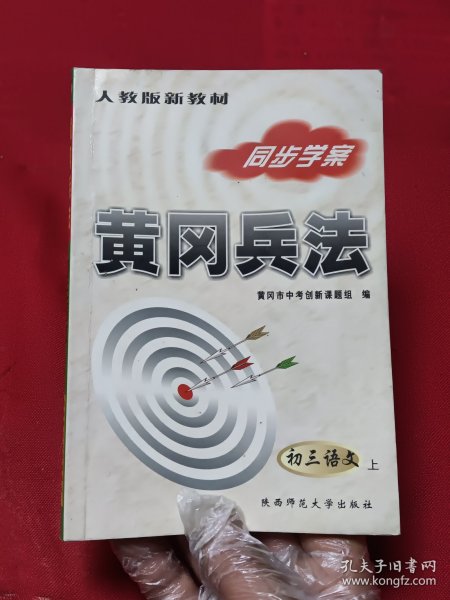 人教版新教材
同步学案
黄冈兵法
黄冈市中考创新课题组 编
初三语文 上
陕西师范大学出版社
孔夫子旧书网
www.kongfz.com